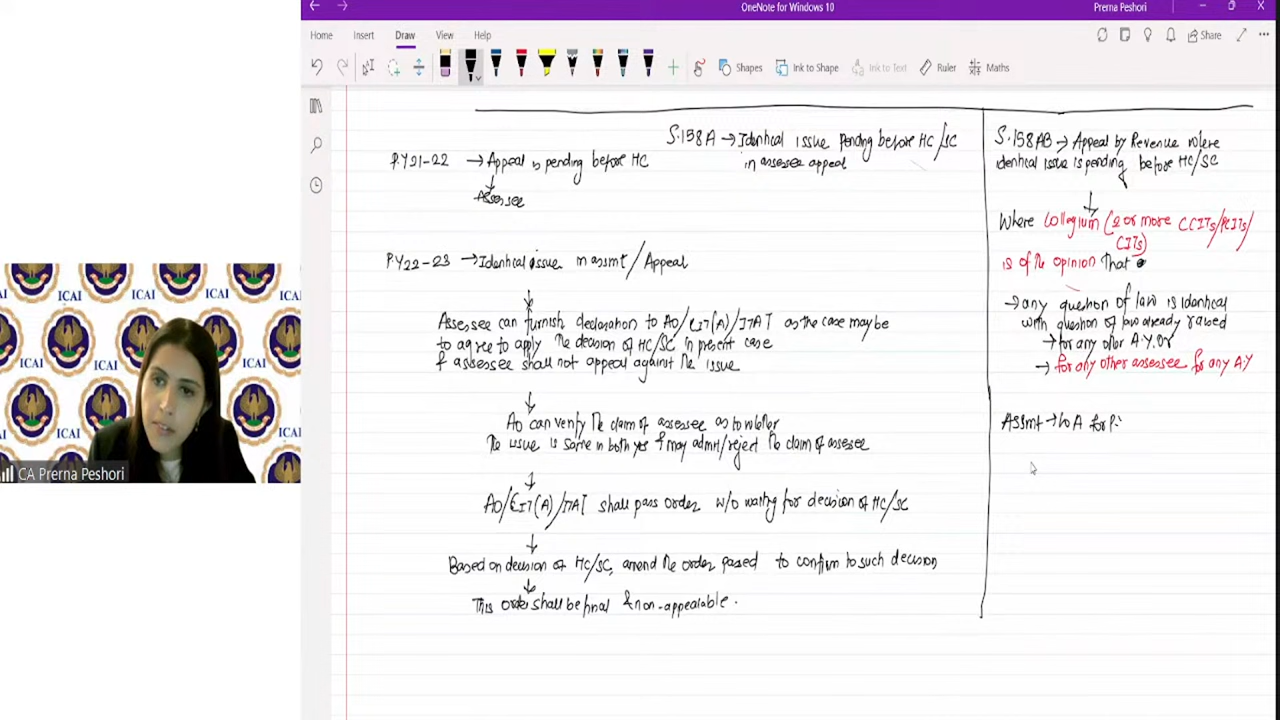 OneNote for Windows 10
Prerna Peshori
Home Insert Draw View Help
Share
Shapes
Ink to Shape
Ink to Text
Ruler
Maths
S.158A → Identical issue pending before HC/SC
in assessee appeal
PY21-22 → Appeal is pending before HC
Assessee
PY22-23 → Identical issue in assmt/Appeal
Assessee can furnish declaration to AO/CIT(A)/ITAT as the case may be
to agree to apply the decision of HC/SC in present case
& assessee shall not appeal against the issue
AO can verify the claim of assessee as to whether
The issue is same in both yrs & may admit/reject the claim of assesee
AO/CIT(A)/ITAT shall pass order w/o waiting for decision of HC/SC
Based on decision of HC/SC, amend the order passed to confirm to such decision
This order shall be final & non-appealable.
S.158AB → Appeal by Revenue where
identical issue is pending before HC/SC
Where Collegium (2 or more CCITs/PCITs/
CITs)
is of the opinion that
→ any question of law is identical
with question of law already raised
→ for any other A.Y. or
→ for any other assessee for any A.Y
Assmt →
ICAI
ICAI
ICAI
ICAI
CA Prerna Peshori